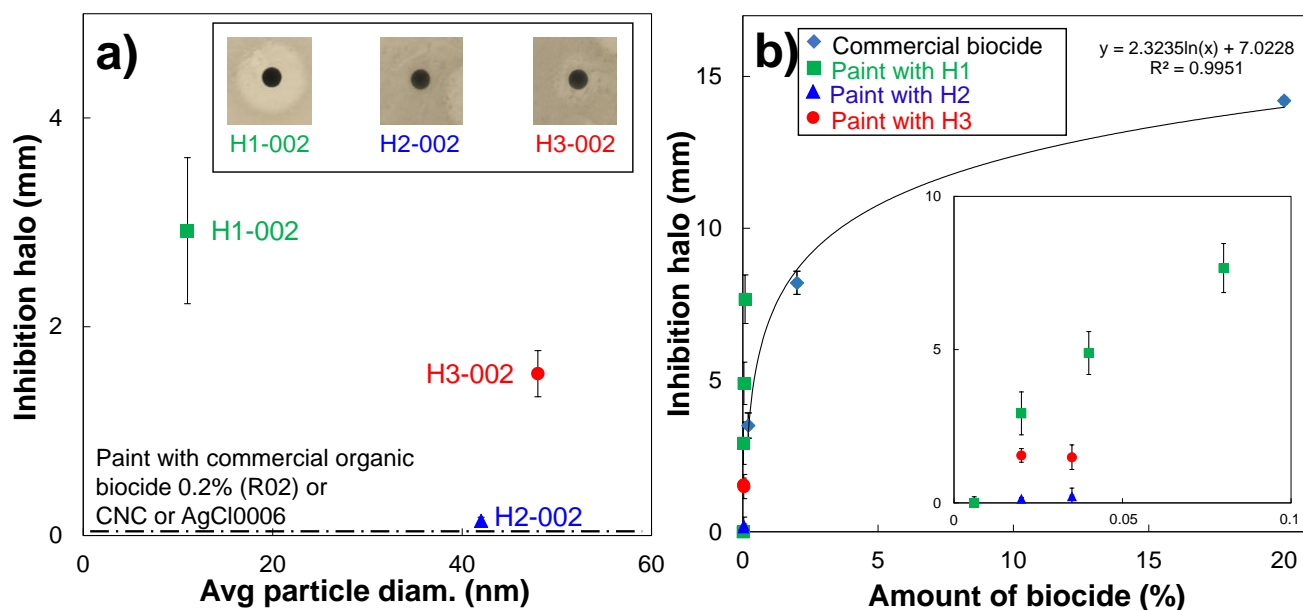 a)
H1-002 H2-002 H3-002
4
2
0
Inhibition halo (mm)
H1-002
H3-002
H2-002
Paint with commercial organic
biocide 0.2% (R02) or
CNC or AgCl0006
0 20 40 60
Avg particle diam. (nm)
b)
Commercial biocide
Paint with H1
Paint with H2
Paint with H3
y = 2.3235ln(x) + 7.0228
R² = 0.9951
15
10
5
0
Inhibition halo (mm)
10
5
0
0 0.05 0.1
0 5 10 15 20
Amount of biocide (%)